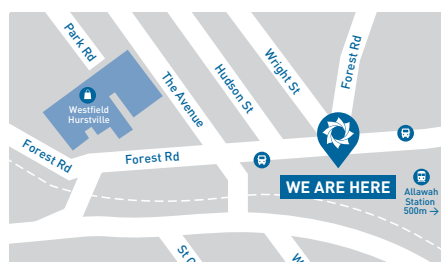 Park Rd
The Avenue
Hudson St
Wright St
Forest Rd
Westfield
Hurstville
Forest Rd
Forest Rd
WE ARE HERE
Allawah
Station
500m →
St G
W